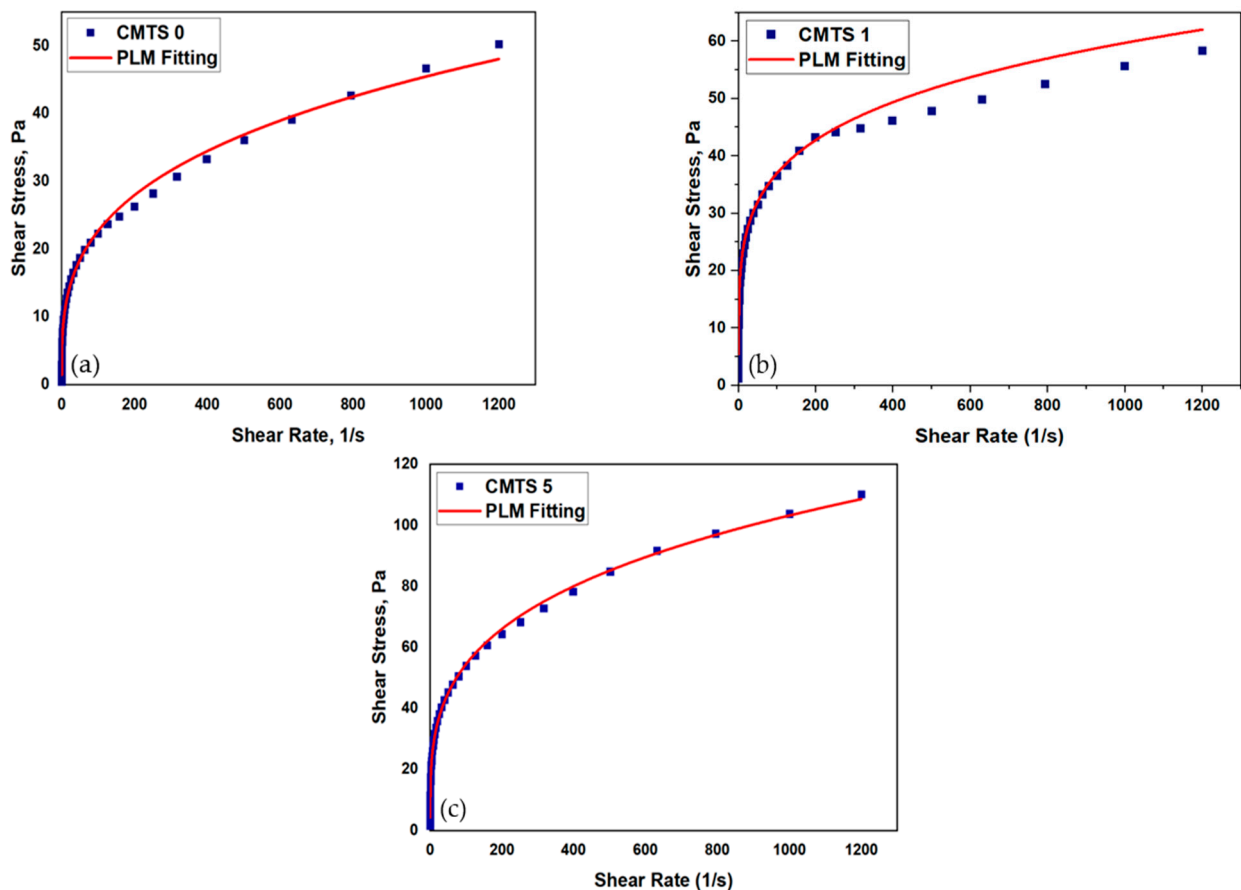 CMTS 0
PLM Fitting
50
40
30
20
10
0
Shear Stress, Pa
(a)
0 200 400 600 800 1000 1200
Shear Rate, 1/s
CMTS 1
PLM Fitting
60
50
40
30
20
10
0
Shear Stress, Pa
(b)
0 200 400 600 800 1000 1200
Shear Rate (1/s)
CMTS 5
PLM Fitting
120
100
80
60
40
20
0
Shear Stress, Pa
(c)
0 200 400 600 800 1000 1200
Shear Rate (1/s)